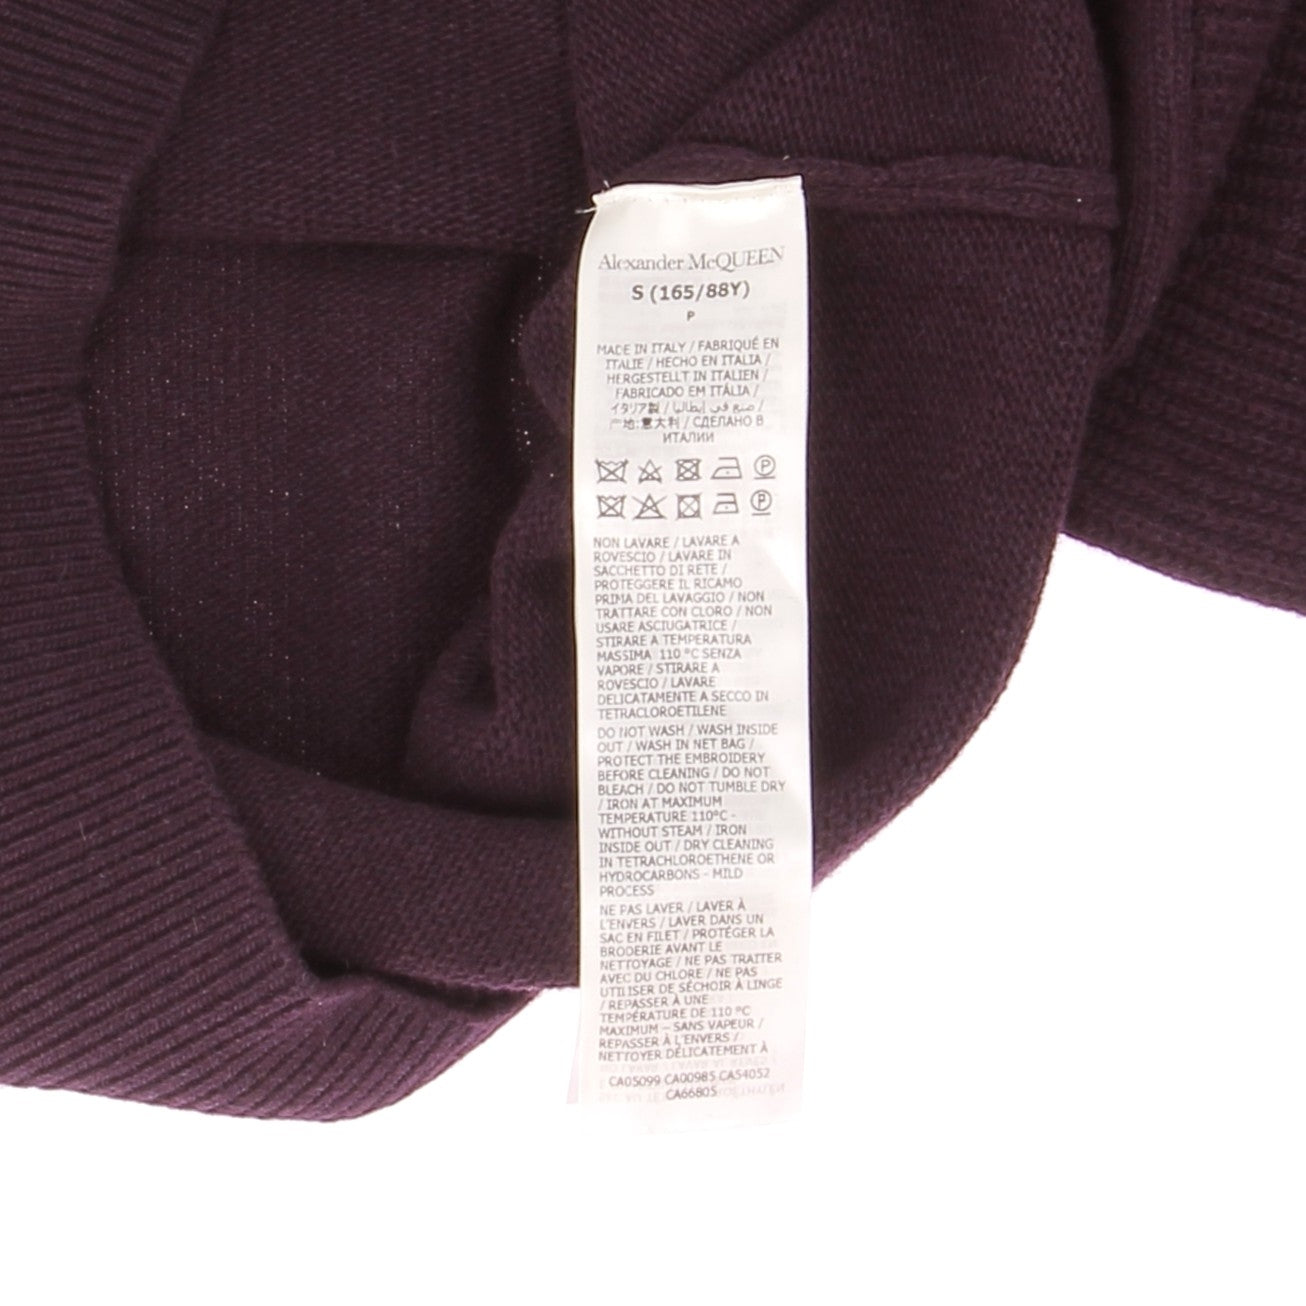 Alexander McQUEEN
S (165/88Y)
P
MADE IN ITALY / FABRIQUÉ EN
ITALIE / HECHO EN ITALIA /
HERGESTELLT IN ITALIEN /
FABRICADO EM ITÁLIA /
イタリア製 / صنع في إيطاليا /
产地:意大利 / СДЕЛАНО В
ИТАЛИИ
NON LAVARE / LAVARE A
ROVESCIO / LAVARE IN
SACCHETTO DI RETE /
PROTEGGERE IL RICAMO
PRIMA DEL LAVAGGIO / NON
TRATTARE CON CLORO / NON
USARE ASCIUGATRICE /
STIRARE A TEMPERATURA
MASSIMA 110 °C SENZA
VAPORE / STIRARE A
ROVESCIO / LAVARE
DELICATAMENTE A SECCO IN
TETRACLOROETILENE
DO NOT WASH / WASH INSIDE
OUT / WASH IN NET BAG /
PROTECT THE EMBROIDERY
BEFORE CLEANING / DO NOT
BLEACH / DO NOT TUMBLE DRY
/ IRON AT MAXIMUM
TEMPERATURE 110°C -
WITHOUT STEAM / IRON
INSIDE OUT / DRY CLEANING
IN TETRACHLOROETHENE OR
HYDROCARBONS - MILD
PROCESS
NE PAS LAVER / LAVER À
L'ENVERS / LAVER DANS UN
SAC EN FILET / PROTÉGER LA
BRODERIE AVANT LE
NETTOYAGE / NE PAS TRAITER
AVEC DU CHLORE / NE PAS
UTILISER DE SÉCHOIR À LINGE
/ REPASSER À UNE
TEMPÉRATURE DE 110 °C
MAXIMUM – SANS VAPEUR /
REPASSER À L'ENVERS /
NETTOYER DÉLICATEMENT À
CA05099 CA00985 CA54052
CA66805